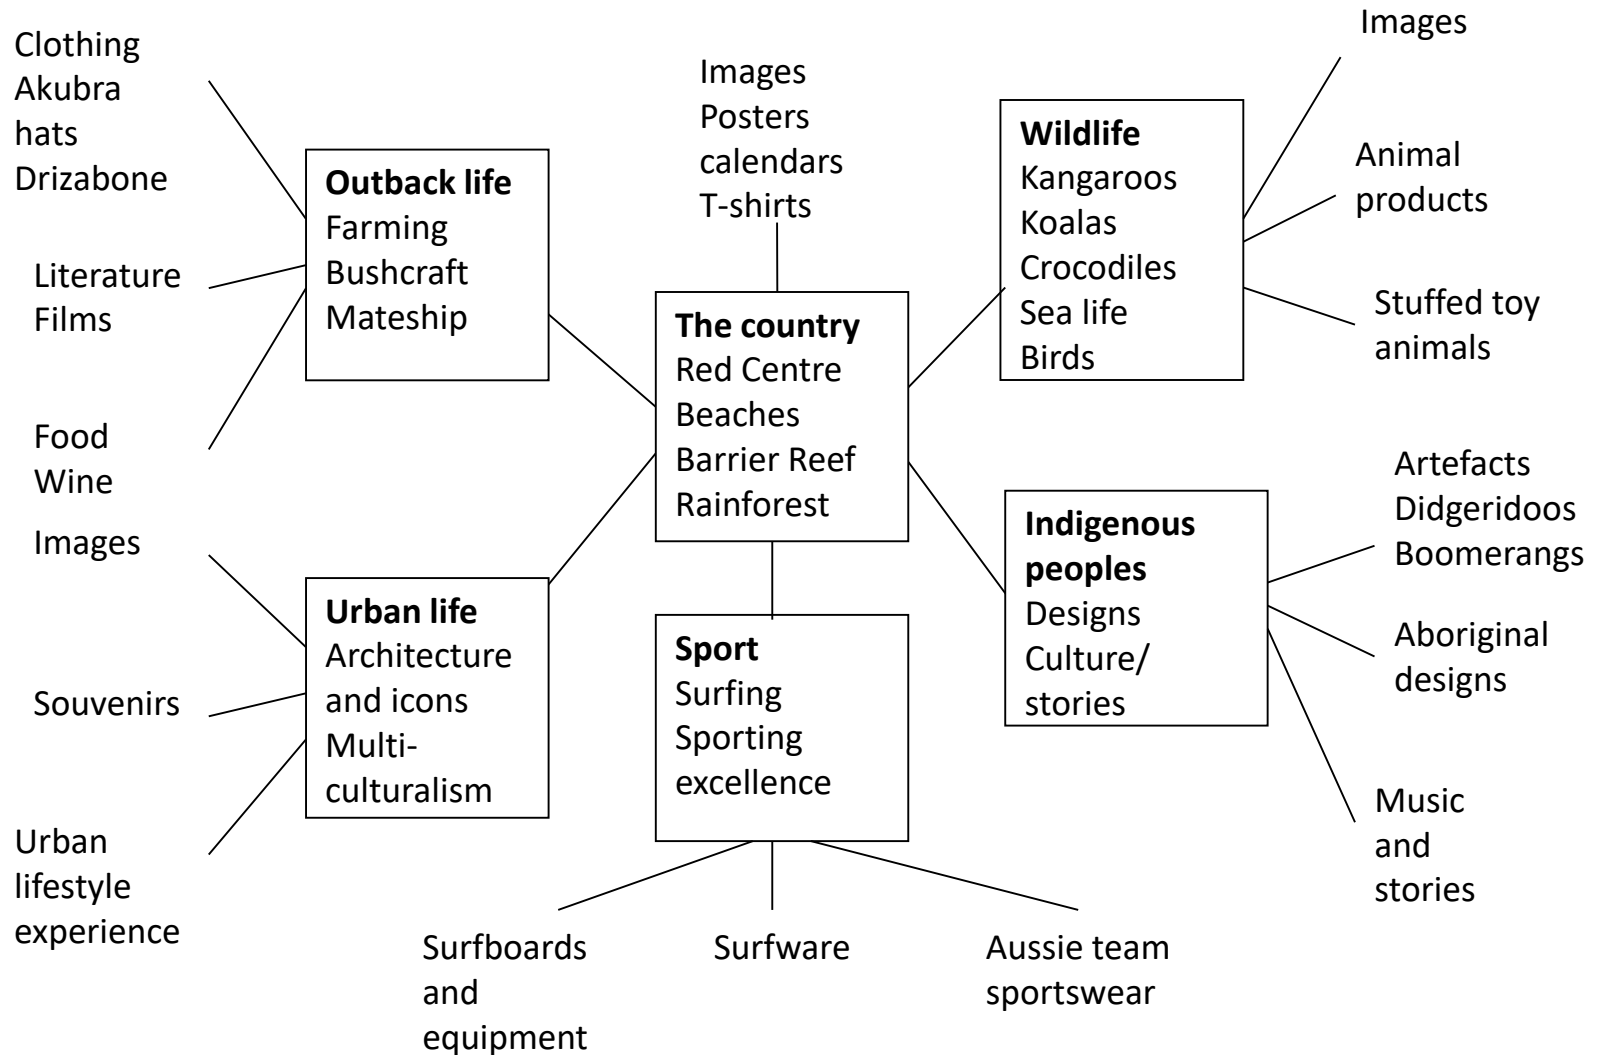 Clothing
Akubra
hats
Drizabone
Literature
Films
Food
Wine
Outback life
Farming
Bushcraft
Mateship
Images
Posters
calendars
T-shirts
The country
Red Centre
Beaches
Barrier Reef
Rainforest
Wildlife
Kangaroos
Koalas
Crocodiles
Sea life
Birds
Images
Animal
products
Stuffed toy
animals
Images
Souvenirs
Urban
lifestyle
experience
Urban life
Architecture
and icons
Multi-
culturalism
Sport
Surfing
Sporting
excellence
Surfboards
and
equipment
Surfware
Aussie team
sportswear
Indigenous
peoples
Designs
Culture/
stories
Artefacts
Didgeridoos
Boomerangs
Aboriginal
designs
Music
and
stories